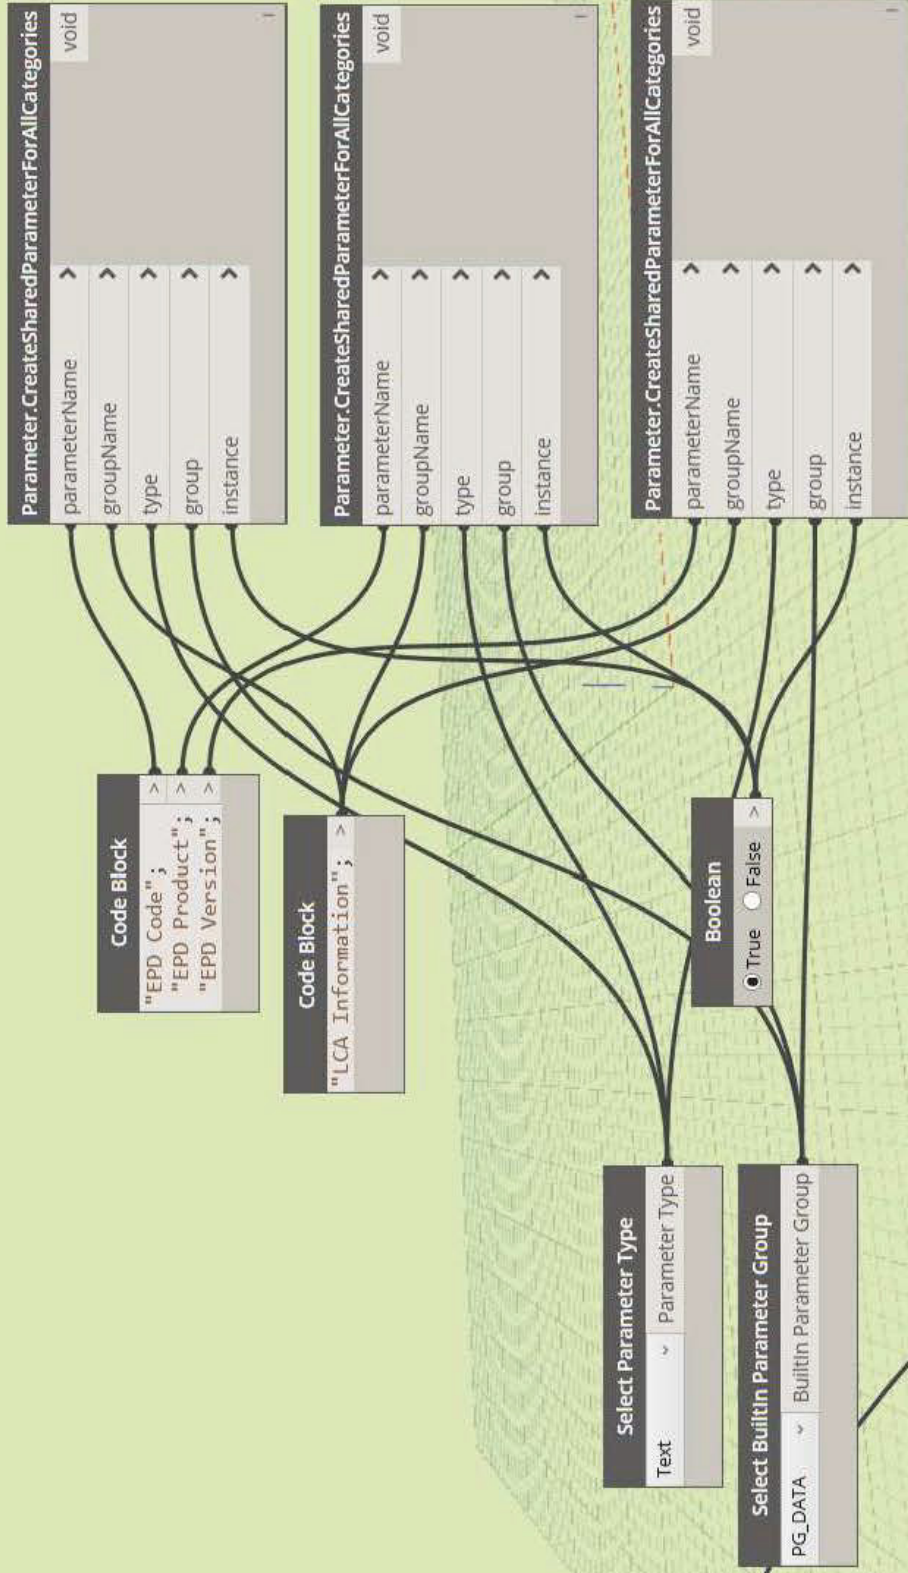 Code Block
"EPD Code"; >
"EPD Product"; >
"EPD Version"; >
Code Block
"LCA Information"; >
Select Parameter Type
Text Parameter Type
Select BuiltIn Parameter Group
PG_DATA BuiltIn Parameter Group
Boolean
True False >
Parameter.CreateSharedParameterForAllCategories
parameterName > void
groupName >
type >
group >
instance >
Parameter.CreateSharedParameterForAllCategories
parameterName > void
groupName >
type >
group >
instance >
Parameter.CreateSharedParameterForAllCategories
parameterName > void
groupName >
type >
group >
instance >